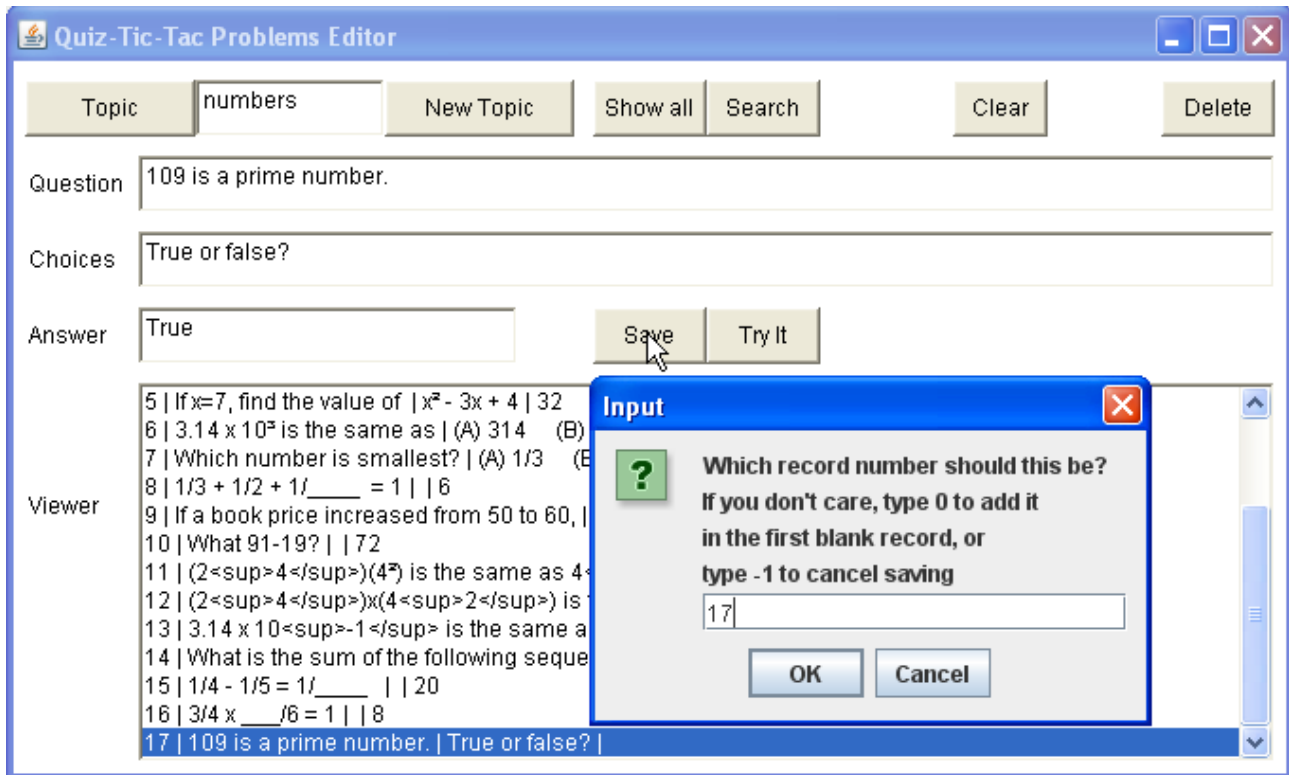 Quiz-Tic-Tac Problems Editor
Topic numbers New Topic Show all Search Clear Delete
Question 109 is a prime number.
Choices True or false?
Answer True Save Try It
Viewer
5 | If x=7, find the value of | x² - 3x + 4 | 32
6 | 3.14 x 10² is the same as | (A) 314 (B)
7 | Which number is smallest? | (A) 1/3 (
8 | 1/3 + 1/2 + 1/____ = 1 | | 6
9 | If a book price increased from 50 to 60, |
10 | What 91-19? | | 72
11 | (2<sup>4</sup>)(4²) is the same as 4<
12 | (2<sup>4</sup>)x(4<sup>2</sup>) is
13 | 3.14 x 10<sup>-1</sup> is the same a
14 | What is the sum of the following seque
15 | 1/4 - 1/5 = 1/____ | | 20
16 | 3/4 x ___/6 = 1 | | 8
17 | 109 is a prime number. | True or false? |
Input
Which record number should this be?
If you don't care, type 0 to add it
in the first blank record, or
type -1 to cancel saving
17
OK Cancel